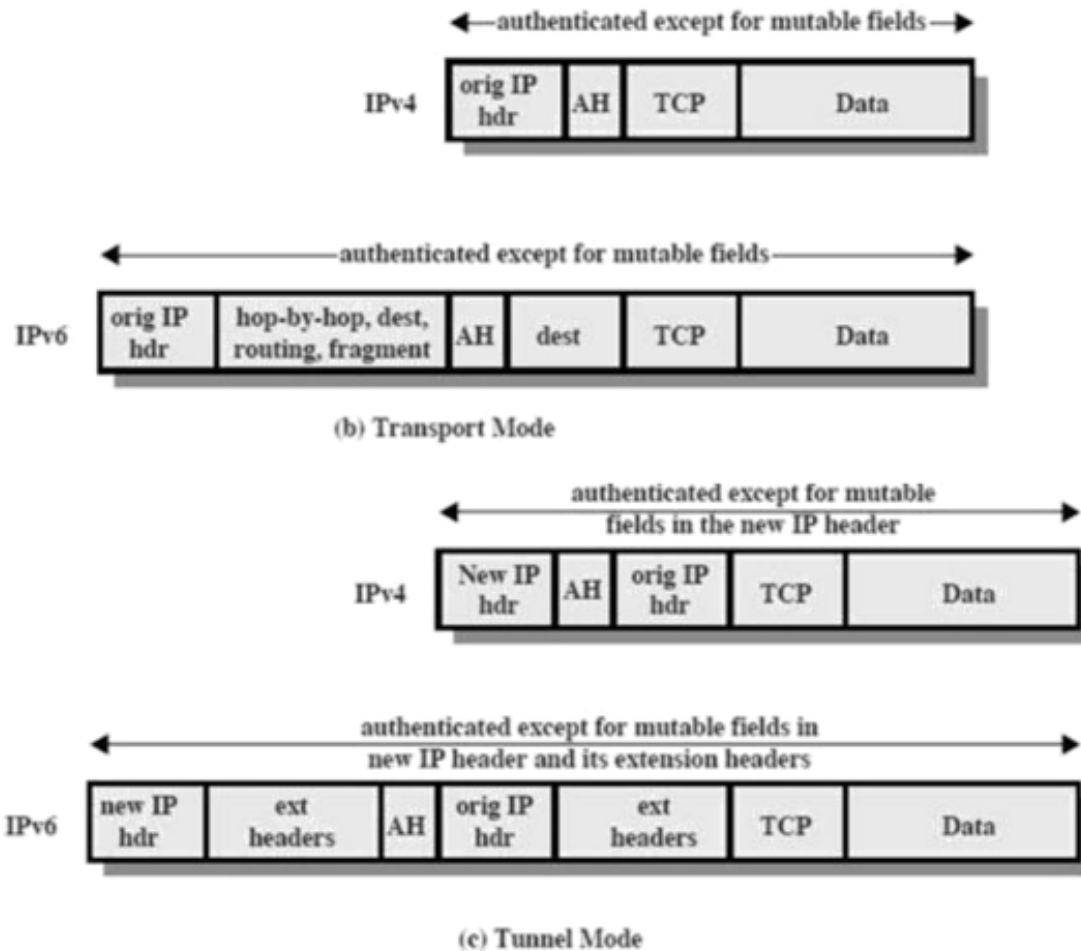 authenticated except for mutable fields
IPv4
orig IP
hdr
AH
TCP
Data
authenticated except for mutable fields
IPv6
orig IP
hdr
hop-by-hop, dest,
routing, fragment
AH
dest
TCP
Data
(b) Transport Mode
authenticated except for mutable
fields in the new IP header
IPv4
New IP
hdr
AH
orig IP
hdr
TCP
Data
authenticated except for mutable fields in
new IP header and its extension headers
IPv6
new IP
hdr
ext
headers
AH
orig IP
hdr
ext
headers
TCP
Data
(c) Tunnel Mode